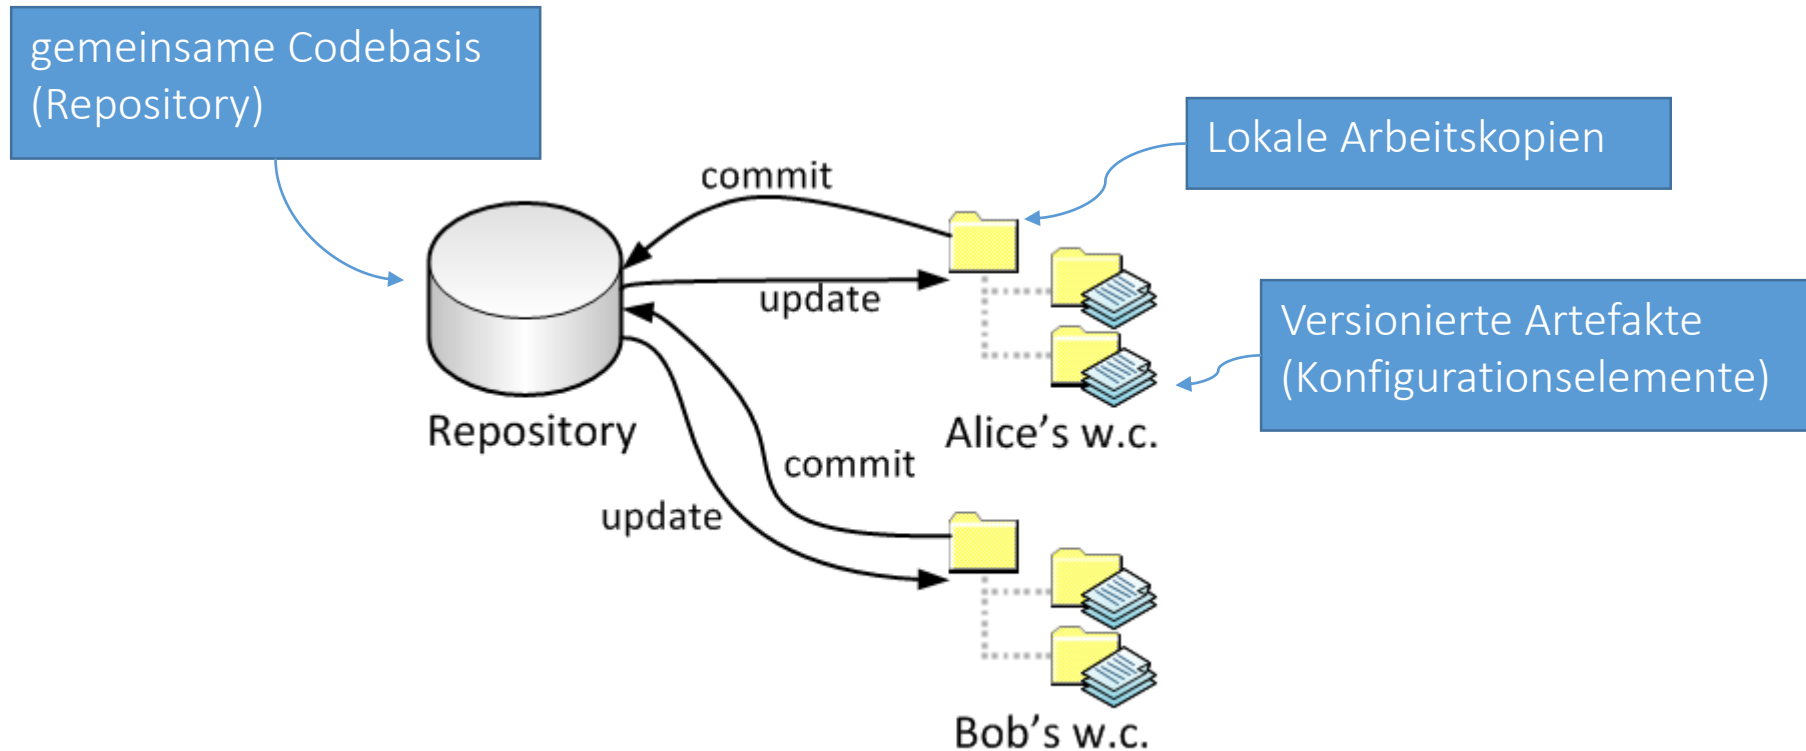 gemeinsame Codebasis
(Repository)
Lokale Arbeitskopien
commit
update
Versionierte Artefakte
(Konfigurationselemente)
Repository
Alice's w.c.
commit
update
Bob's w.c.